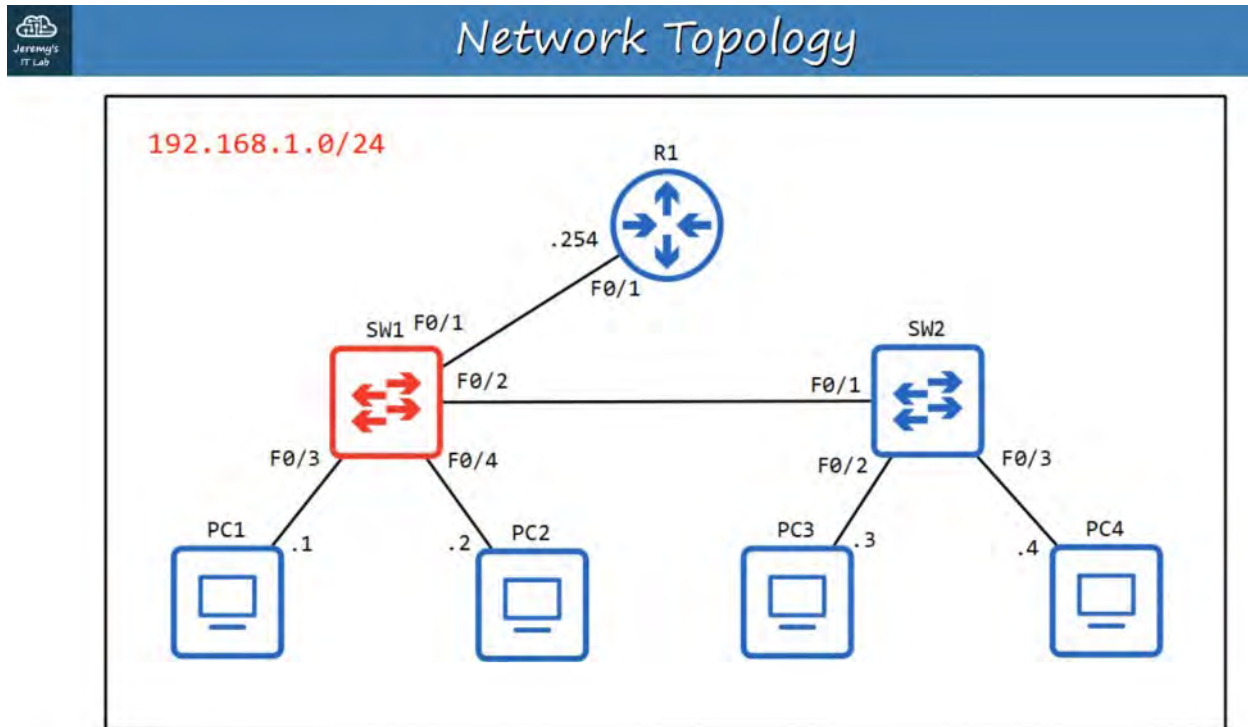 Jeremy's
IT Lab
Network Topology
192.168.1.0/24
R1
.254
F0/1
SW1
F0/1
SW2
F0/2
F0/1
F0/3
F0/4
F0/2
F0/3
PC1
.1
.2
PC2
PC3
.3
.4
PC4